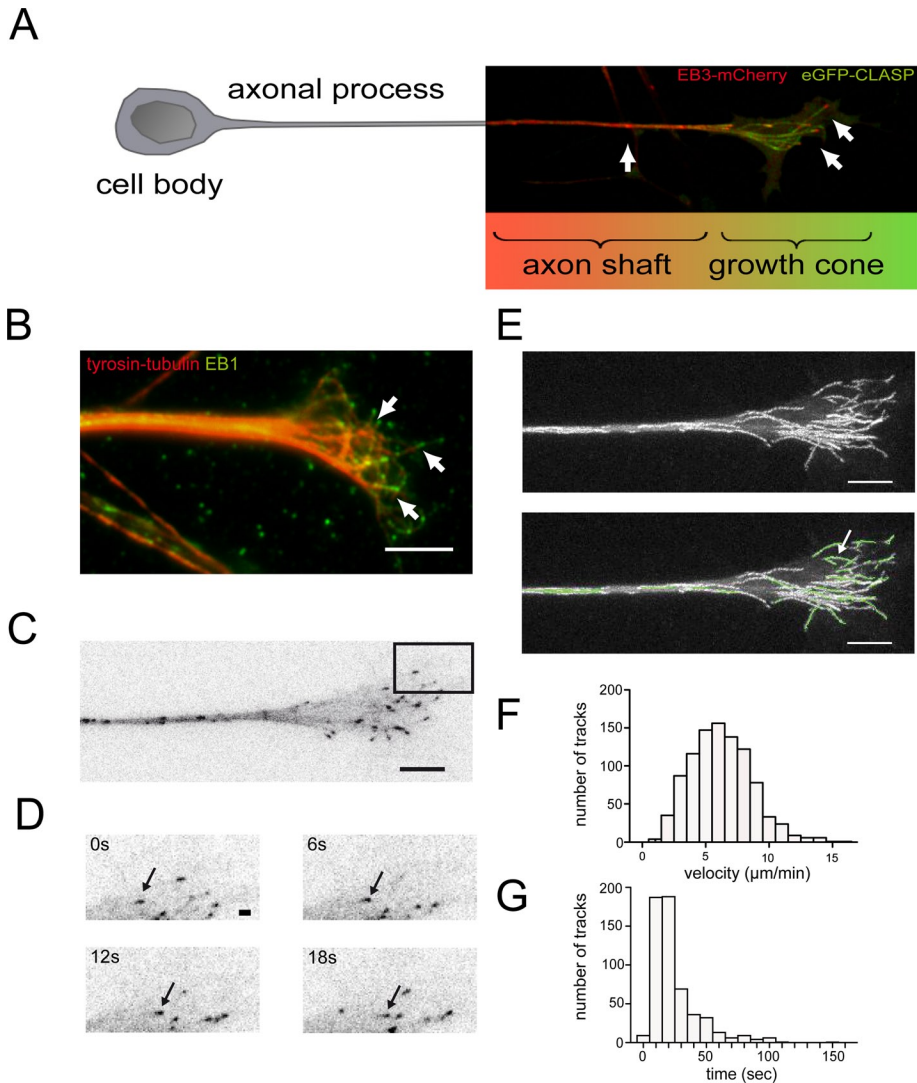 A
axonal process
cell body
EB3-mCherry eGFP-CLASP
axon shaft growth cone
B
tyrosin-tubulin EB1
C
D
0s
6s
12s
18s
E
F
number of tracks
200
150
100
50
0
0 5 10 15
velocity (µm/min)
G
number of tracks
200
150
100
50
0
0 50 100 150
time (sec)